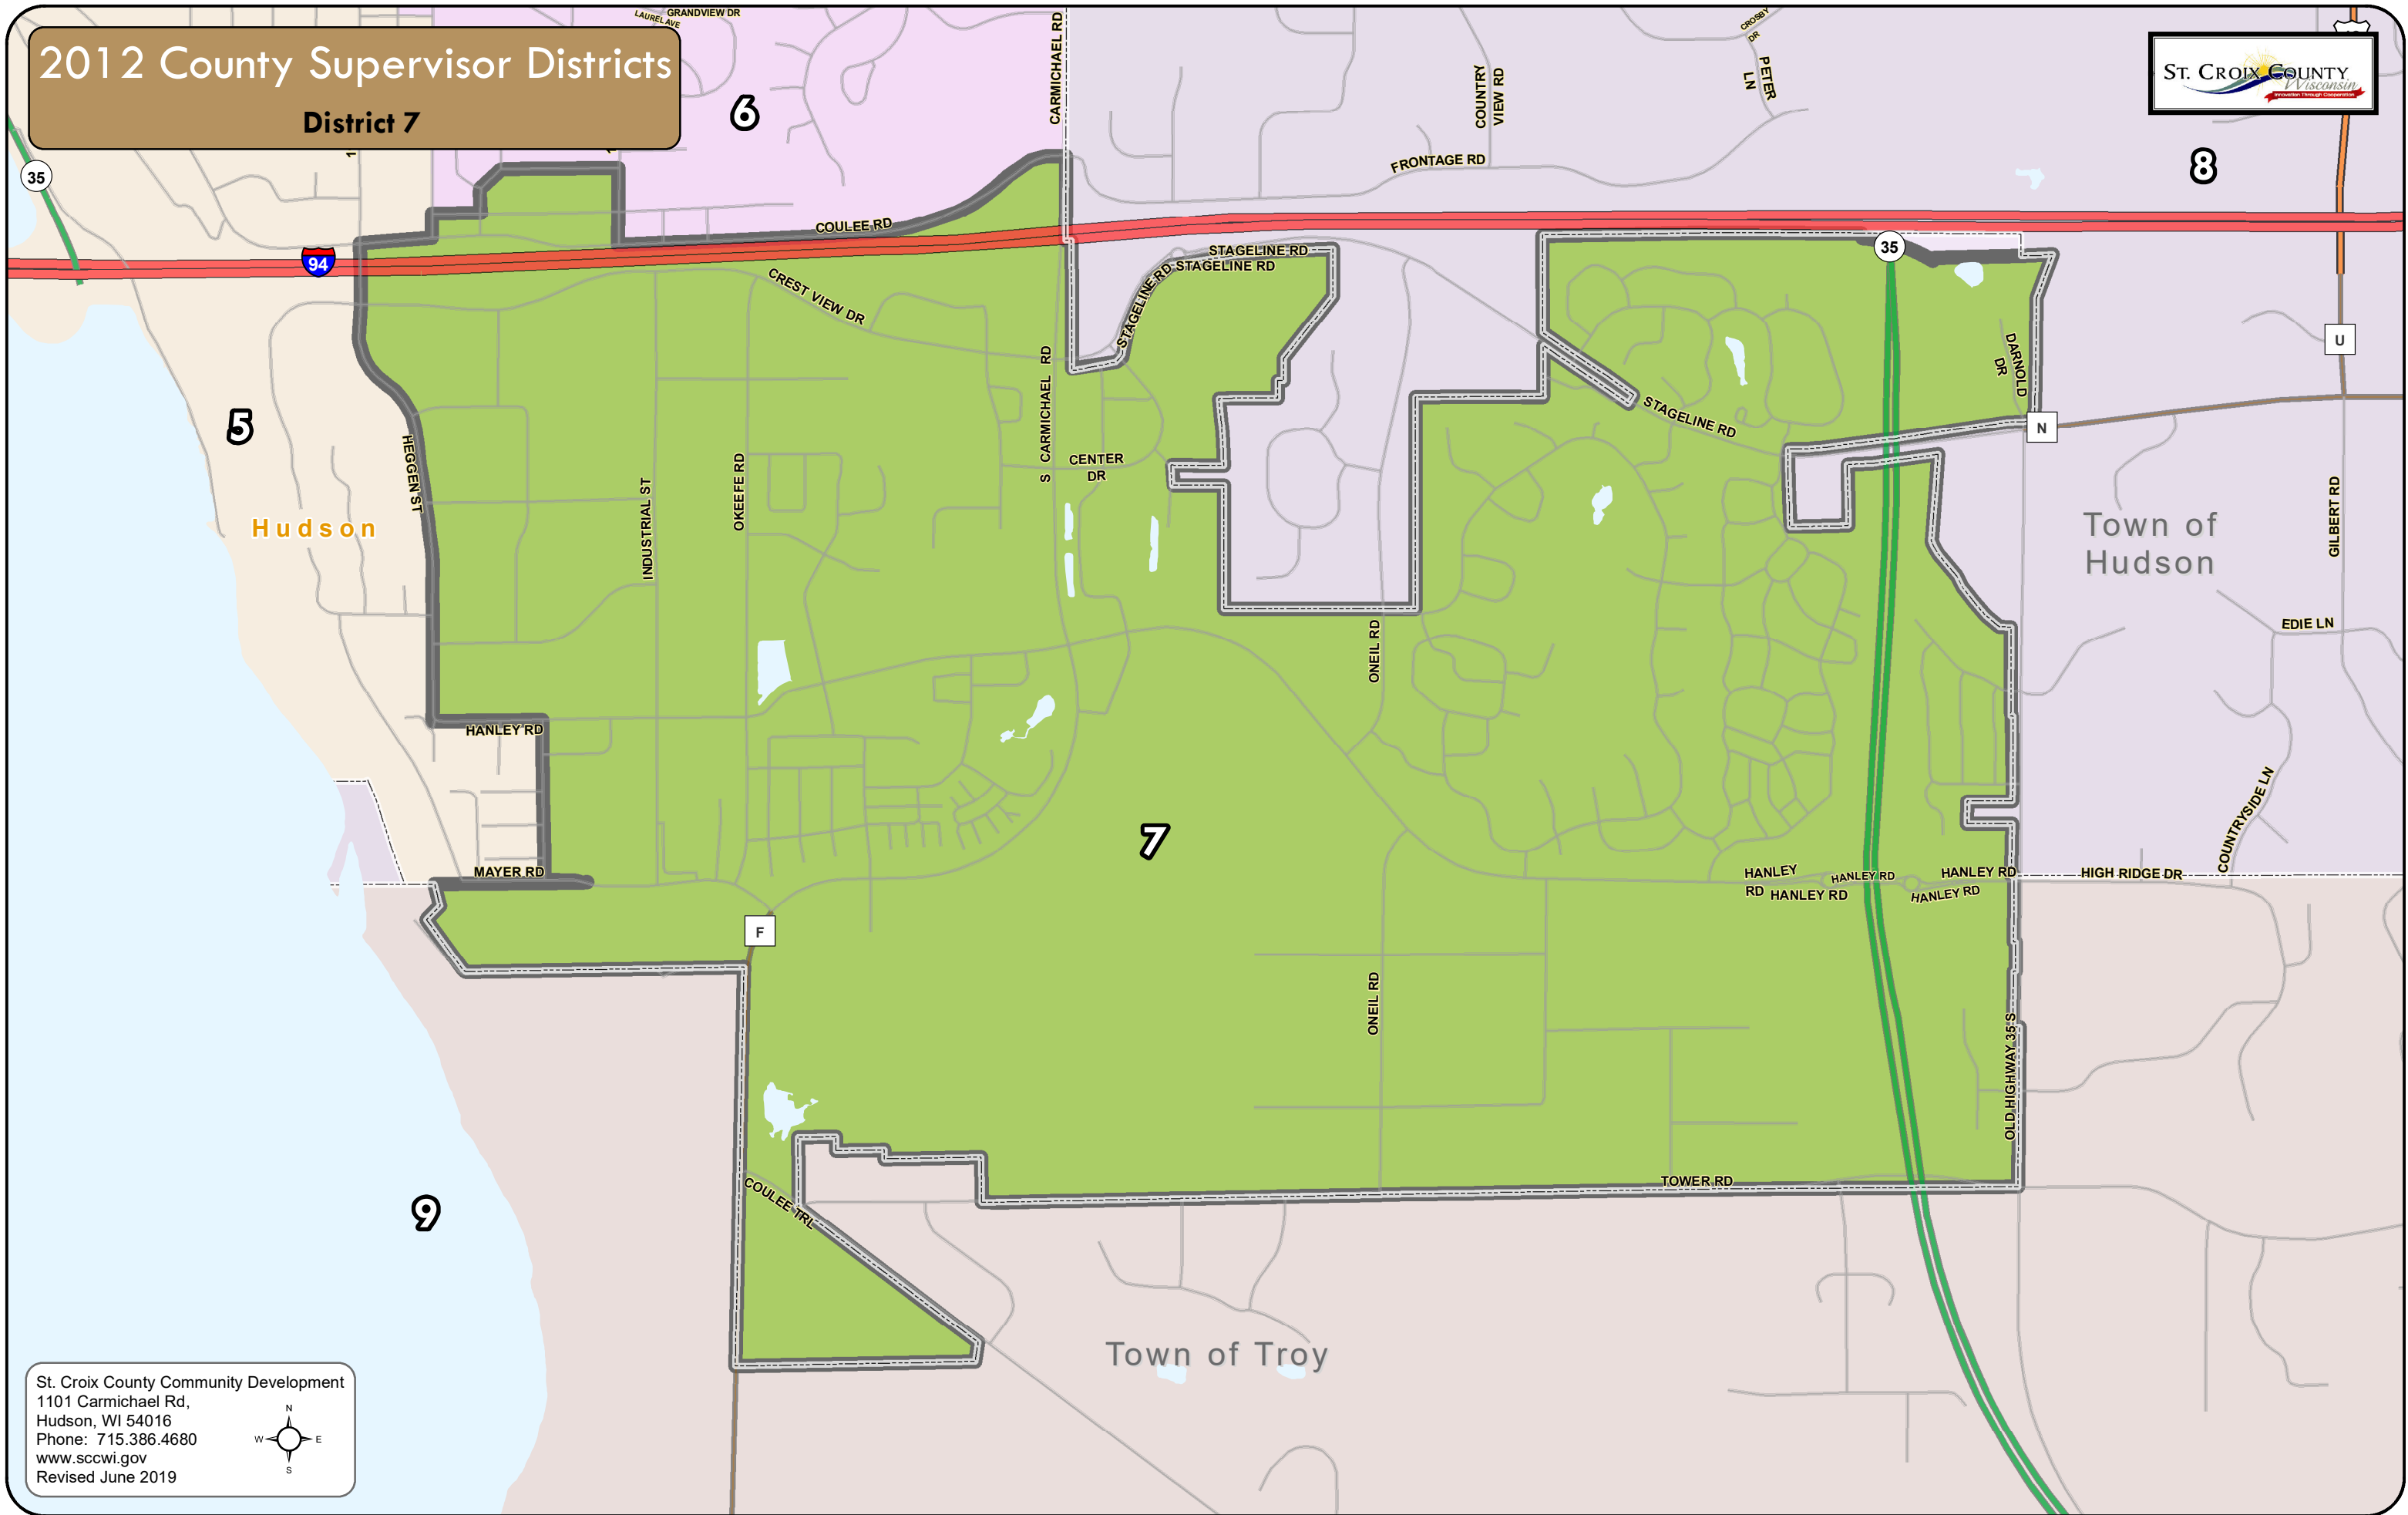 2012 County Supervisor Districts
District 7
ST. CROIX COUNTY
Wisconsin
Innovation Through Cooperation
LAUREL AVE
GRANDVIEW DR
CARMICHAEL RD
COUNTRY
VIEW RD
CROSBY
DR
PETER
LN
6
8
35
FRONTAGE RD
COULEE RD
94
STAGELINE RD
STAGELINE RD
STAGELINE RD
35
CREST VIEW DR
U
DARNOLD
DR
S CARMICHAEL RD
5
HEGGEN ST
STAGELINE RD
N
CENTER
DR
OKEEFE RD
INDUSTRIAL ST
GILBERT RD
Hudson
Town of
Hudson
EDIE LN
ONEIL RD
HANLEY RD
7
COUNTRYSIDE LN
MAYER RD
HANLEY
RD
HANLEY RD
HANLEY RD
HANLEY RD
HANLEY RD
HIGH RIDGE DR
F
ONEIL RD
OLD HIGHWAY 35 S
TOWER RD
COULEE TRL
9
Town of Troy
St. Croix County Community Development
1101 Carmichael Rd,
Hudson, WI 54016
Phone: 715.386.4680
www.sccwi.gov
Revised June 2019
N
W
E
S